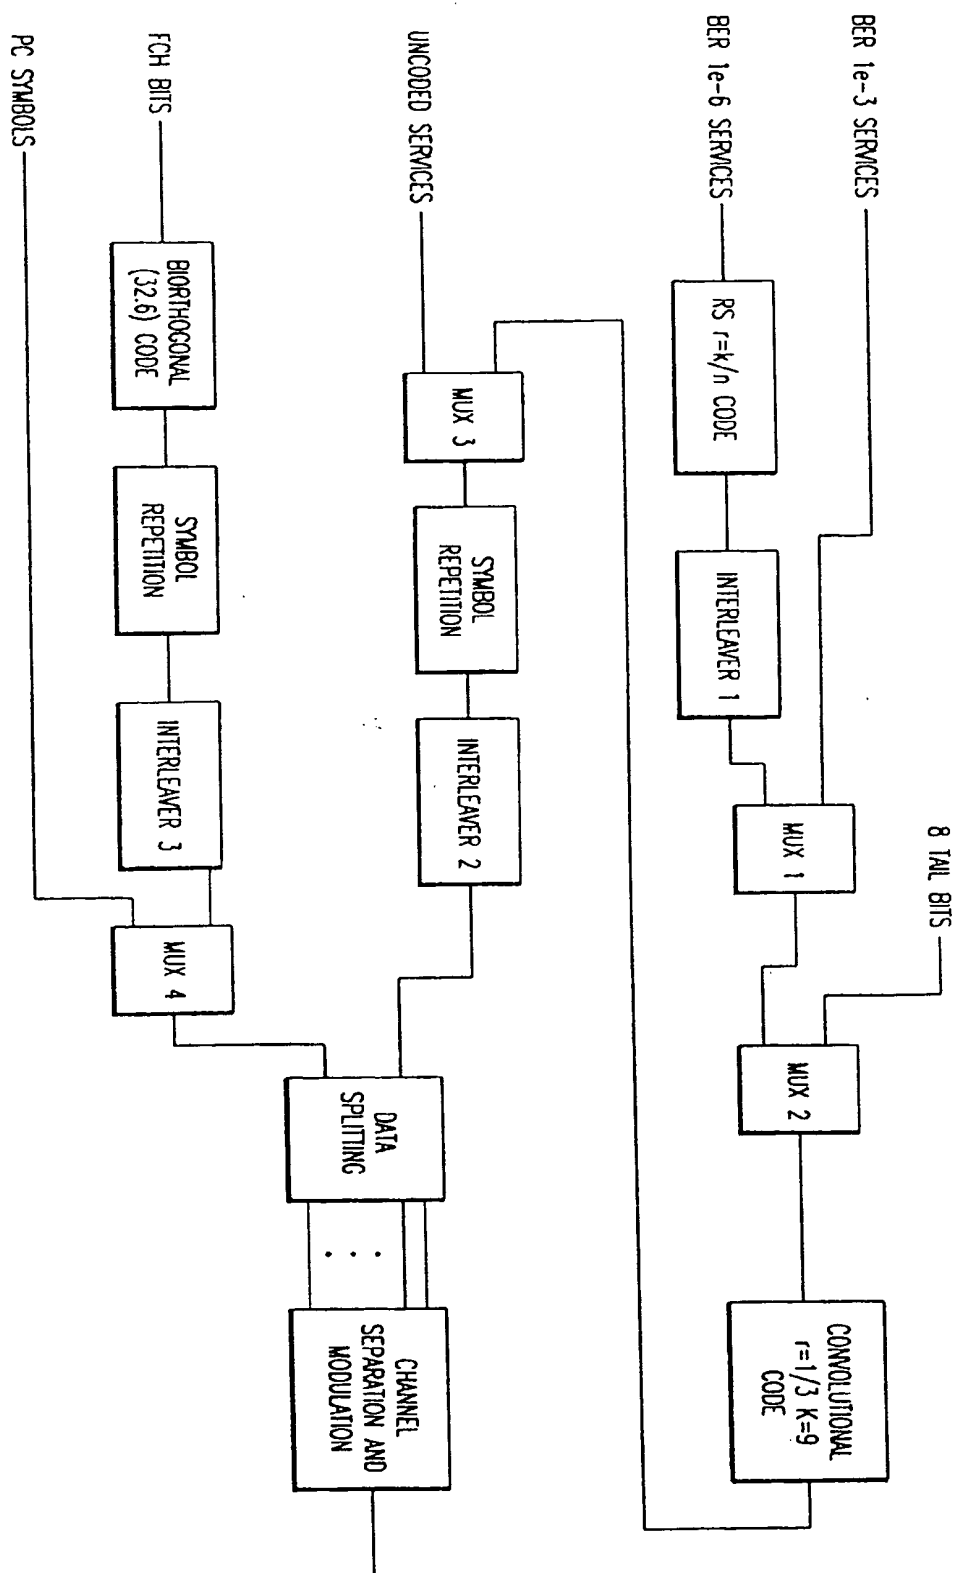 8 TAIL BITS
BER 1e-3 SERVICES
BER 1e-6 SERVICES
RS r=k/n CODE
INTERLEAVER 1
MUX 1
MUX 2
CONVOLUTIONAL
r=1/3 K=9
CODE
UNCODED SERVICES
MUX 3
SYMBOL
REPETITION
INTERLEAVER 2
DATA
SPLITTING
. . .
CHANNEL
SEPARATION AND
MODULATION
FCH BITS
BIORTHOGONAL
(32.6) CODE
SYMBOL
REPETITION
INTERLEAVER 3
MUX 4
PC SYMBOLS